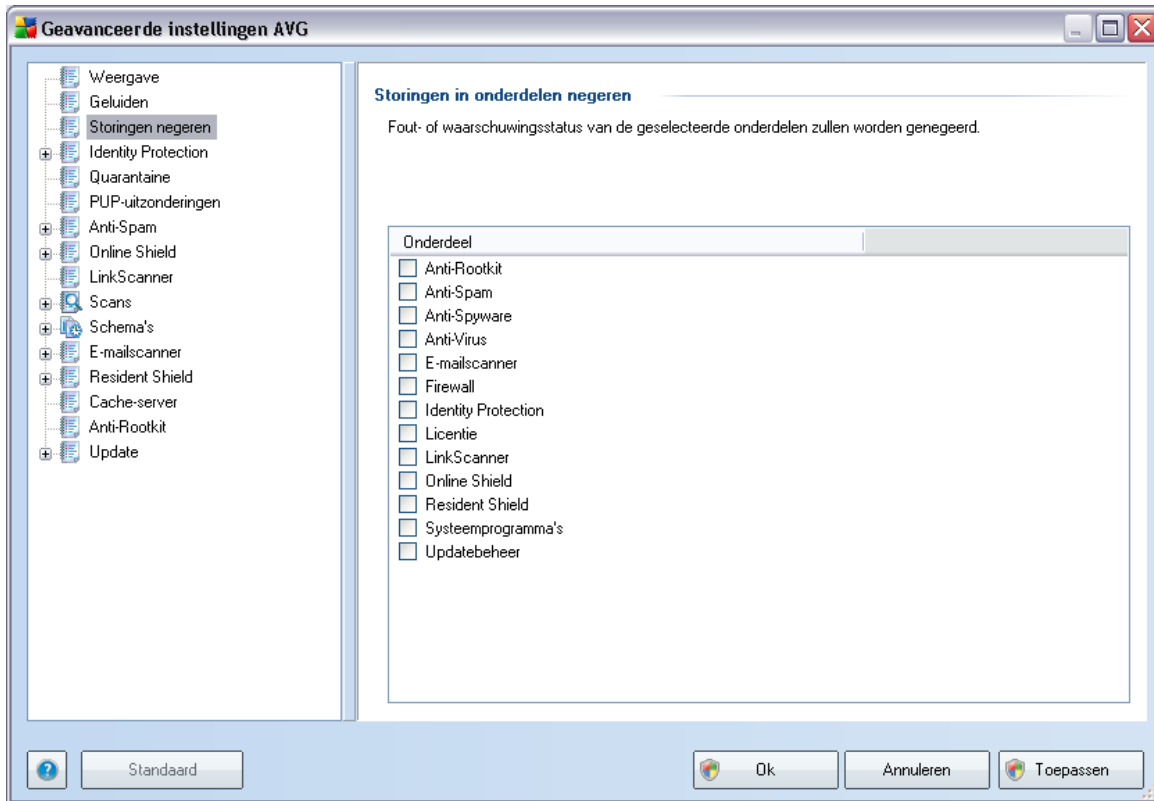 Geavanceerde instellingen AVG
Weergave
Geluiden
Storingen negeren
Identity Protection
Quarantaine
PUP-uitzonderingen
Anti-Spam
Online Shield
LinkScanner
Scans
Schema's
E-mailscanner
Resident Shield
Cache-server
Anti-Rootkit
Update
Storingen in onderdelen negeren
Fout- of waarschuwingsstatus van de geselecteerde onderdelen zullen worden genegeerd.
Onderdeel
Anti-Rootkit
Anti-Spam
Anti-Spyware
Anti-Virus
E-mailscanner
Firewall
Identity Protection
Licentie
LinkScanner
Online Shield
Resident Shield
Systeemprogramma's
Updatebeheer
Standaard
Ok
Annuleren
Toepassen